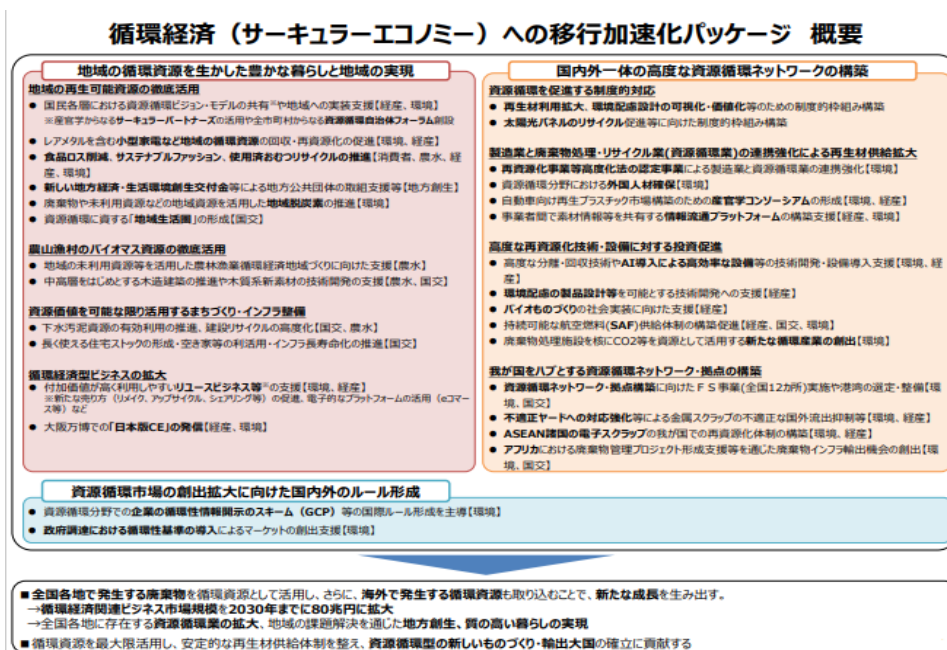 循環経済（サーキュラーエコノミー）への移行加速化パッケージ 概要
地域の循環資源を生かした豊かな暮らしと地域の実現
地域の再生可能資源の徹底活用
● 国民各層における資源循環ビジョン・モデルの共有※や地域への実装支援【経産、環境】
※産官学からなるサーキュラーパートナーズの活用や全市町村からなる資源循環自治体フォーラム創設
● レアメタルを含む小型家電など地域の循環資源の回収・再資源化の促進【環境、経産】
● 食品ロス削減、サステナブルファッション、使用済おむつリサイクルの推進【消費者、農水、経
産、環境】
● 新しい地方経済・生活環境創生交付金等による地方公共団体の取組支援等【地方創生】
● 廃棄物や未利用資源などの地域資源を活用した地域脱炭素の推進【環境】
● 資源循環に資する「地域生活圏」の形成【国交】
農山漁村のバイオマス資源の徹底活用
● 地域の未利用資源等を活用した農林漁業循環経済地域づくりに向けた支援【農水】
● 中高層をはじめとする木造建築の推進や木質系新素材の技術開発の支援【農水、国交】
資源価値を可能な限り活用するまちづくり・インフラ整備
● 下水汚泥資源の有効利用の推進、建設リサイクルの高度化【国交、農水】
● 長く使える住宅ストックの形成・空き家等の利活用・インフラ長寿命化の推進【国交】
循環経済型ビジネスの拡大
● 付加価値が高く利用しやすいリユースビジネス等※の支援【環境、経産】
※新たな売り方（リメイク、アップサイクル、シェアリング等）の促進、電子的なプラットフォームの活用（eコマー
ス等）など
● 大阪万博での「日本版CE」の発信【経産、環境】
国内外一体の高度な資源循環ネットワークの構築
資源循環を促進する制度的対応
● 再生材利用拡大、環境配慮設計の可視化・価値化等のための制度的枠組み構築
● 太陽光パネルのリサイクル促進等に向けた制度的枠組み構築
製造業と廃棄物処理・リサイクル業(資源循環業)の連携強化による再生材供給拡大
● 再資源化事業等高度化法の認定事業による製造業と資源循環業の連携強化【環境】
● 資源循環分野における外国人材確保【環境】
● 自動車向け再生プラスチック市場構築のための産官学コンソーシアムの形成【環境、経産】
● 事業者間で素材情報等を共有する情報流通プラットフォームの構築支援【経産、環境】
高度な再資源化技術・設備に対する投資促進
● 高度な分離・回収技術やAI導入による高効率な設備等の技術開発・設備導入支援【環境、経
産】
● 環境配慮の製品設計等を可能とする技術開発への支援【経産】
● バイオものづくりの社会実装に向けた支援【経産】
● 持続可能な航空燃料(SAF)供給体制の構築促進【経産、国交、環境】
● 廃棄物処理施設を核にCO2等を資源として活用する新たな循環産業の創出【環境】
我が国をハブとする資源循環ネットワーク・拠点の構築
● 資源循環ネットワーク・拠点構築に向けたＦＳ事業(全国12カ所)実施や港湾の選定・整備【環
境、国交】
● 不適正ヤードへの対応強化等による金属スクラップの不適正な国外流出抑制等【環境、経産】
● ASEAN諸国の電子スクラップの我が国での再資源化体制の構築【環境、経産】
● アフリカにおける廃棄物管理プロジェクト形成支援等を通じた廃棄物インフラ輸出機会の創出【環
境、国交】
資源循環市場の創出拡大に向けた国内外のルール形成
● 資源循環分野での企業の循環性情報開示のスキーム（GCP）等の国際ルール形成を主導【環境】
● 政府調達における循環性基準の導入によるマーケットの創出支援【環境】
■ 全国各地で発生する廃棄物を循環資源として活用し、さらに、海外で発生する循環資源も取り込むことで、新たな成長を生み出す。
→循環経済関連ビジネス市場規模を2030年までに80兆円に拡大
→全国各地に存在する資源循環業の拡大、地域の課題解決を通じた地方創生、質の高い暮らしの実現
■ 循環資源を最大限活用し、安定的な再生材供給体制を整え、資源循環型の新しいものづくり・輸出大国の確立に貢献する